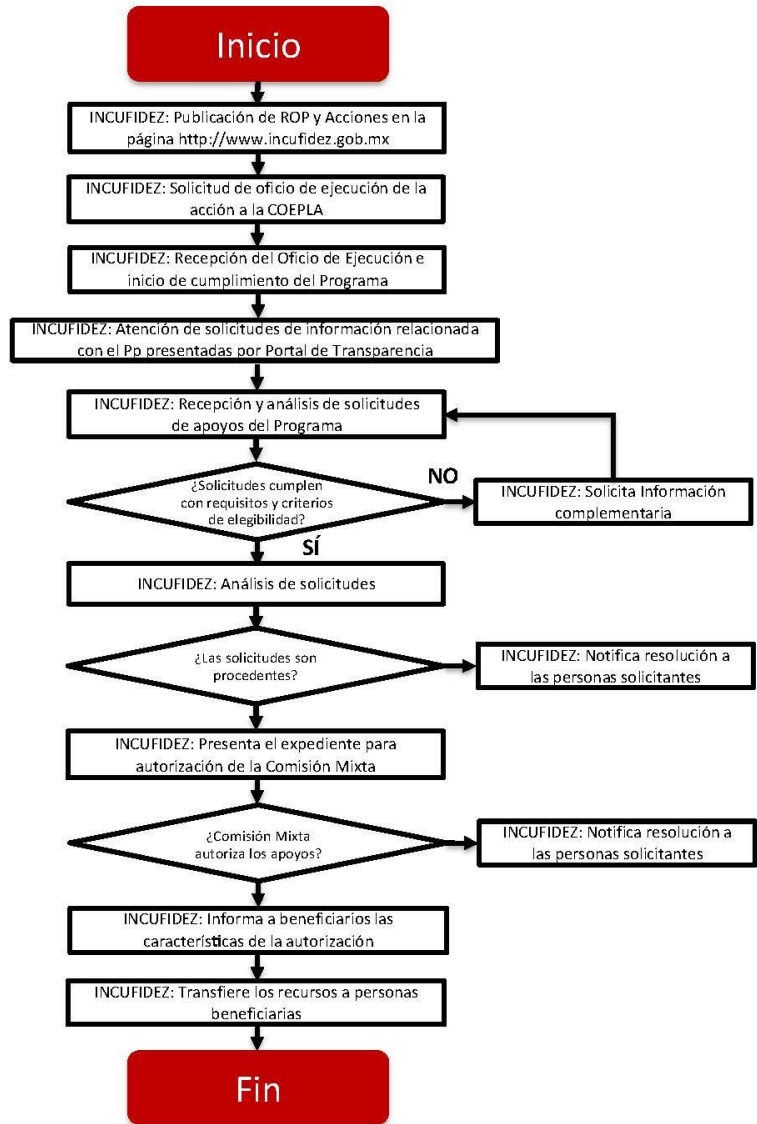 Inicio
INCUFIDEZ: Publicación de ROP y Acciones en la
página http://www.incufidez.gob.mx
INCUFIDEZ: Solicitud de oficio de ejecución de la
acción a la COEPLA
INCUFIDEZ: Recepción del Oficio de Ejecución e
inicio de cumplimiento del Programa
INCUFIDEZ: Atención de solicitudes de información relacionada
con el Pp presentadas por Portal de Transparencia
INCUFIDEZ: Recepción y análisis de solicitudes
de apoyos del Programa
¿Solicitudes cumplen
con requisitos y criterios
de elegibilidad?
NO
INCUFIDEZ: Solicita Información
complementaria
SÍ
INCUFIDEZ: Análisis de solicitudes
¿Las solicitudes son
procedentes?
INCUFIDEZ: Notifica resolución a
las personas solicitantes
INCUFIDEZ: Presenta el expediente para
autorización de la Comisión Mixta
¿Comisión Mixta
autoriza los apoyos?
INCUFIDEZ: Notifica resolución a
las personas solicitantes
INCUFIDEZ: Informa a beneficiarios las
características de la autorización
INCUFIDEZ: Transfiere los recursos a personas
beneficiarias
Fin